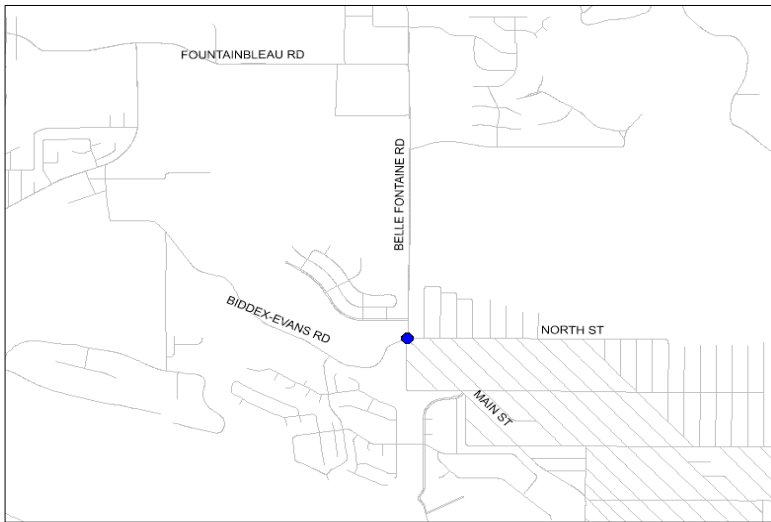 FOUNTAINBLEAU RD
BELLE FONTAINE RD
BIDDEX-EVANS RD
NORTH ST
MAIN ST